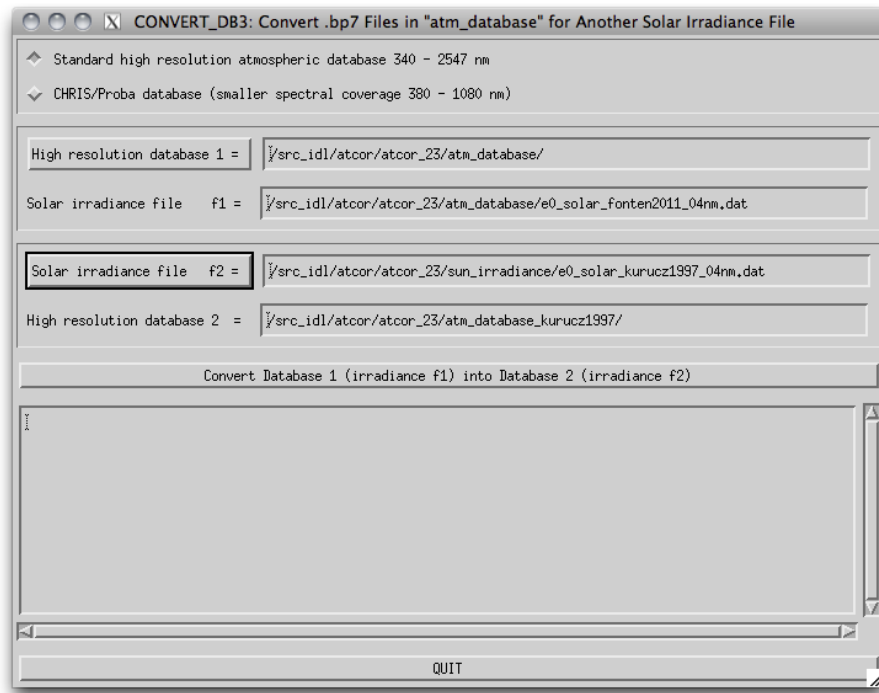 CONVERT_DB3: Convert .bp7 Files in "atm_database" for Another Solar Irradiance File
Standard high resolution atmospheric database 340 - 2547 nm
CHRIS/Proba database (smaller spectral coverage 380 - 1080 nm)
High resolution database 1 = /src_idl/atcor/atcor_23/atm_database/
Solar irradiance file f1 = /src_idl/atcor/atcor_23/atm_database/e0_solar_fonten2011_04nm.dat
Solar irradiance file f2 = /src_idl/atcor/atcor_23/sun_irradiance/e0_solar_kurucz1997_04nm.dat
High resolution database 2 = /src_idl/atcor/atcor_23/atm_database_kurucz1997/
Convert Database 1 (irradiance f1) into Database 2 (irradiance f2)
QUIT